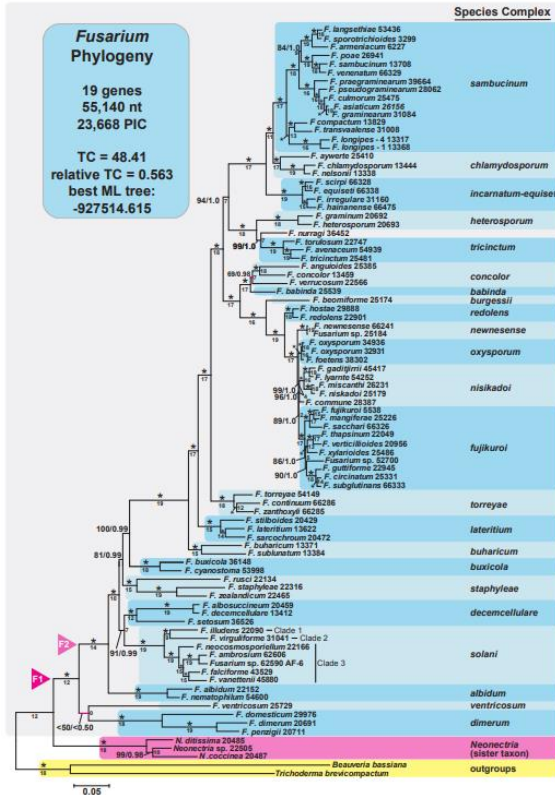 Species Complex
Fusarium
Phylogeny
19 genes
55,140 nt
23,668 PIC
TC = 48.41
relative TC = 0.563
best ML tree:
-927514.615
F. langsethiae 53436
F. sporotrichioides 3299
F. armeniacum 6227
F. poae 26941
F. sambucinum 13708
F. venenatum 66329
F. praegraminearum 39664
F. pseudograminearum 28062
F. culmorum 25475
F. asiaticum 26156
F. graminearum 31084
F. compactum 13829
F. transvaalense 31008
F. longipes - 4 13317
F. longipes - 1 13368
sambucinum
F. aywerte 25410
F. chlamydosporum 13444
F. nelsonii 13338
chlamydosporum
F. scirpi 66328
F. equiseti 66338
F. irregulare 31160
F. hainanense 66475
incarnatum-equiseti
F. graminum 20692
F. heterosporum 20693
heterosporum
F. nurragi 36452
F. torulosum 22747
F. avenaceum 54939
F. tricinctum 25481
tricinctum
F. anguioides 25385
F. concolor 13459
F. verrucosum 22566
concolor
F. babinda 25539
babinda
F. beomiforme 25174
burgessii
F. hostae 29888
F. redolens 22901
redolens
F. newnesense 66241
Fusarium sp. 25184
newnesense
F. oxysporum 34936
F. oxysporum 32931
F. foetens 38302
oxysporum
F. gaditjirrii 45417
F. lyarnte 54252
F. miscanthi 26231
F. niskadoi 25179
F. commune 28387
nisikadoi
F. fujikuroi 5538
F. mangiferae 25226
F. sacchari 66326
F. thapsinum 22049
F. verticillioides 20956
F. xylarioides 25486
Fusarium sp. 52700
F. guttiforme 22945
F. circinatum 25331
F. subglutinans 66333
fujikuroi
F. torreyae 54149
F. continuum 66286
F. zanthoxyli 66285
torreyae
F. stilboides 20429
F. lateritium 13622
F. sarcochroum 20472
lateritium
F. buharicum 13371
F. sublunatum 13384
buharicum
F. buxicola 36148
F. cyanostoma 53998
buxicola
F. rusci 22134
F. staphyleae 22316
F. zealandicum 22465
staphyleae
F. albosuccineum 20459
F. decemcellulare 13412
F. setosum 36526
decemcellulare
F. illudens 22090 Clade 1
F. virguliforme 31041 Clade 2
F. neocosmosporiellum 22166
F. ambrosium 62606
Fusarium sp. 62590 AF-6
F. falciforme 43529
F. vanettenii 45880
Clade 3
solani
F. albidum 22152
F. nematophilum 54600
albidum
F. ventricosum 25729
ventricosum
F. domesticum 29976
F. dimerum 20691
F. penzigii 20711
dimerum
N. ditissima 20485
Neonectria sp. 22505
N. coccinea 20487
Neonectria
(sister taxon)
Beauveria bassiana
Trichoderma brevicompactum
outgroups
84/1.0
94/1.0
99/1.0
69/0.98
99/1.0
96/1.0
89/1.0
86/1.0
90/1.0
100/0.99
81/0.99
91/0.99
F2
F1
<50/<0.50
99/0.98
0.05